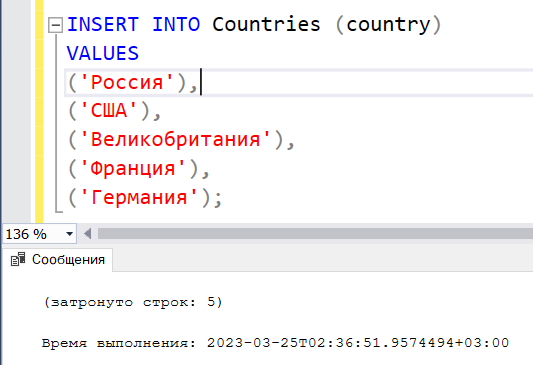 INSERT INTO Countries (country)
VALUES
('Россия'),
('США'),
('Великобритания'),
('Франция'),
('Германия');
136 %
Сообщения
(затронуто строк: 5)
Время выполнения: 2023-03-25T02:36:51.9574494+03:00